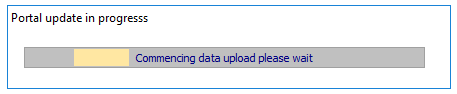 Portal update in progresss
Commencing data upload please wait